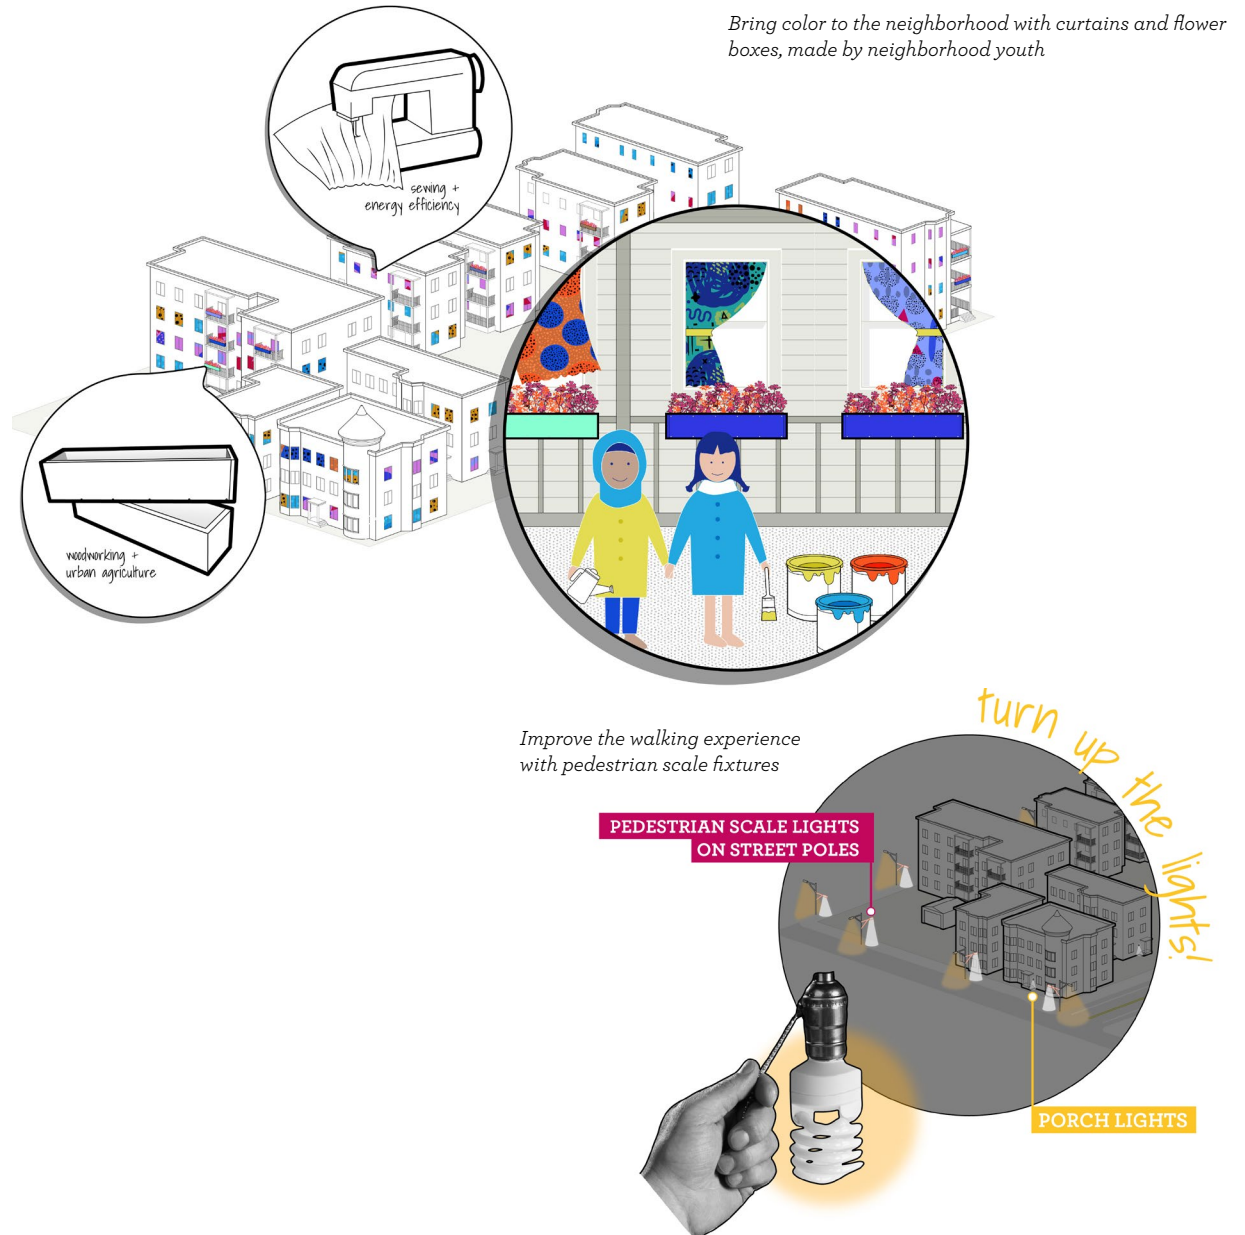 Bring color to the neighborhood with curtains and flower
boxes, made by neighborhood youth
sewing +
energy efficiency
woodworking +
urban agriculture
turn up the lights!
Improve the walking experience
with pedestrian scale fixtures
PEDESTRIAN SCALE LIGHTS
ON STREET POLES
PORCH LIGHTS